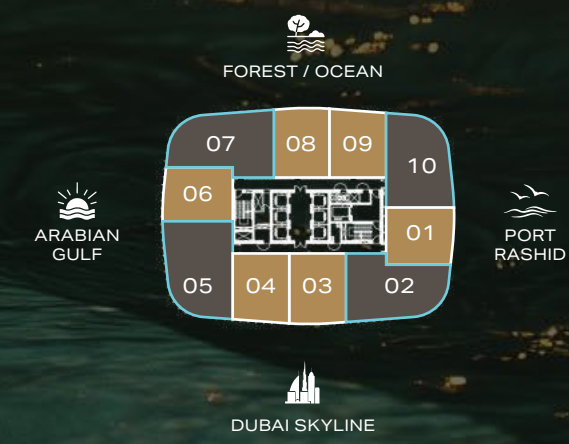 FOREST / OCEAN
07
08
09
10
06
01
ARABIAN
GULF
PORT
RASHID
05
04
03
02
DUBAI SKYLINE